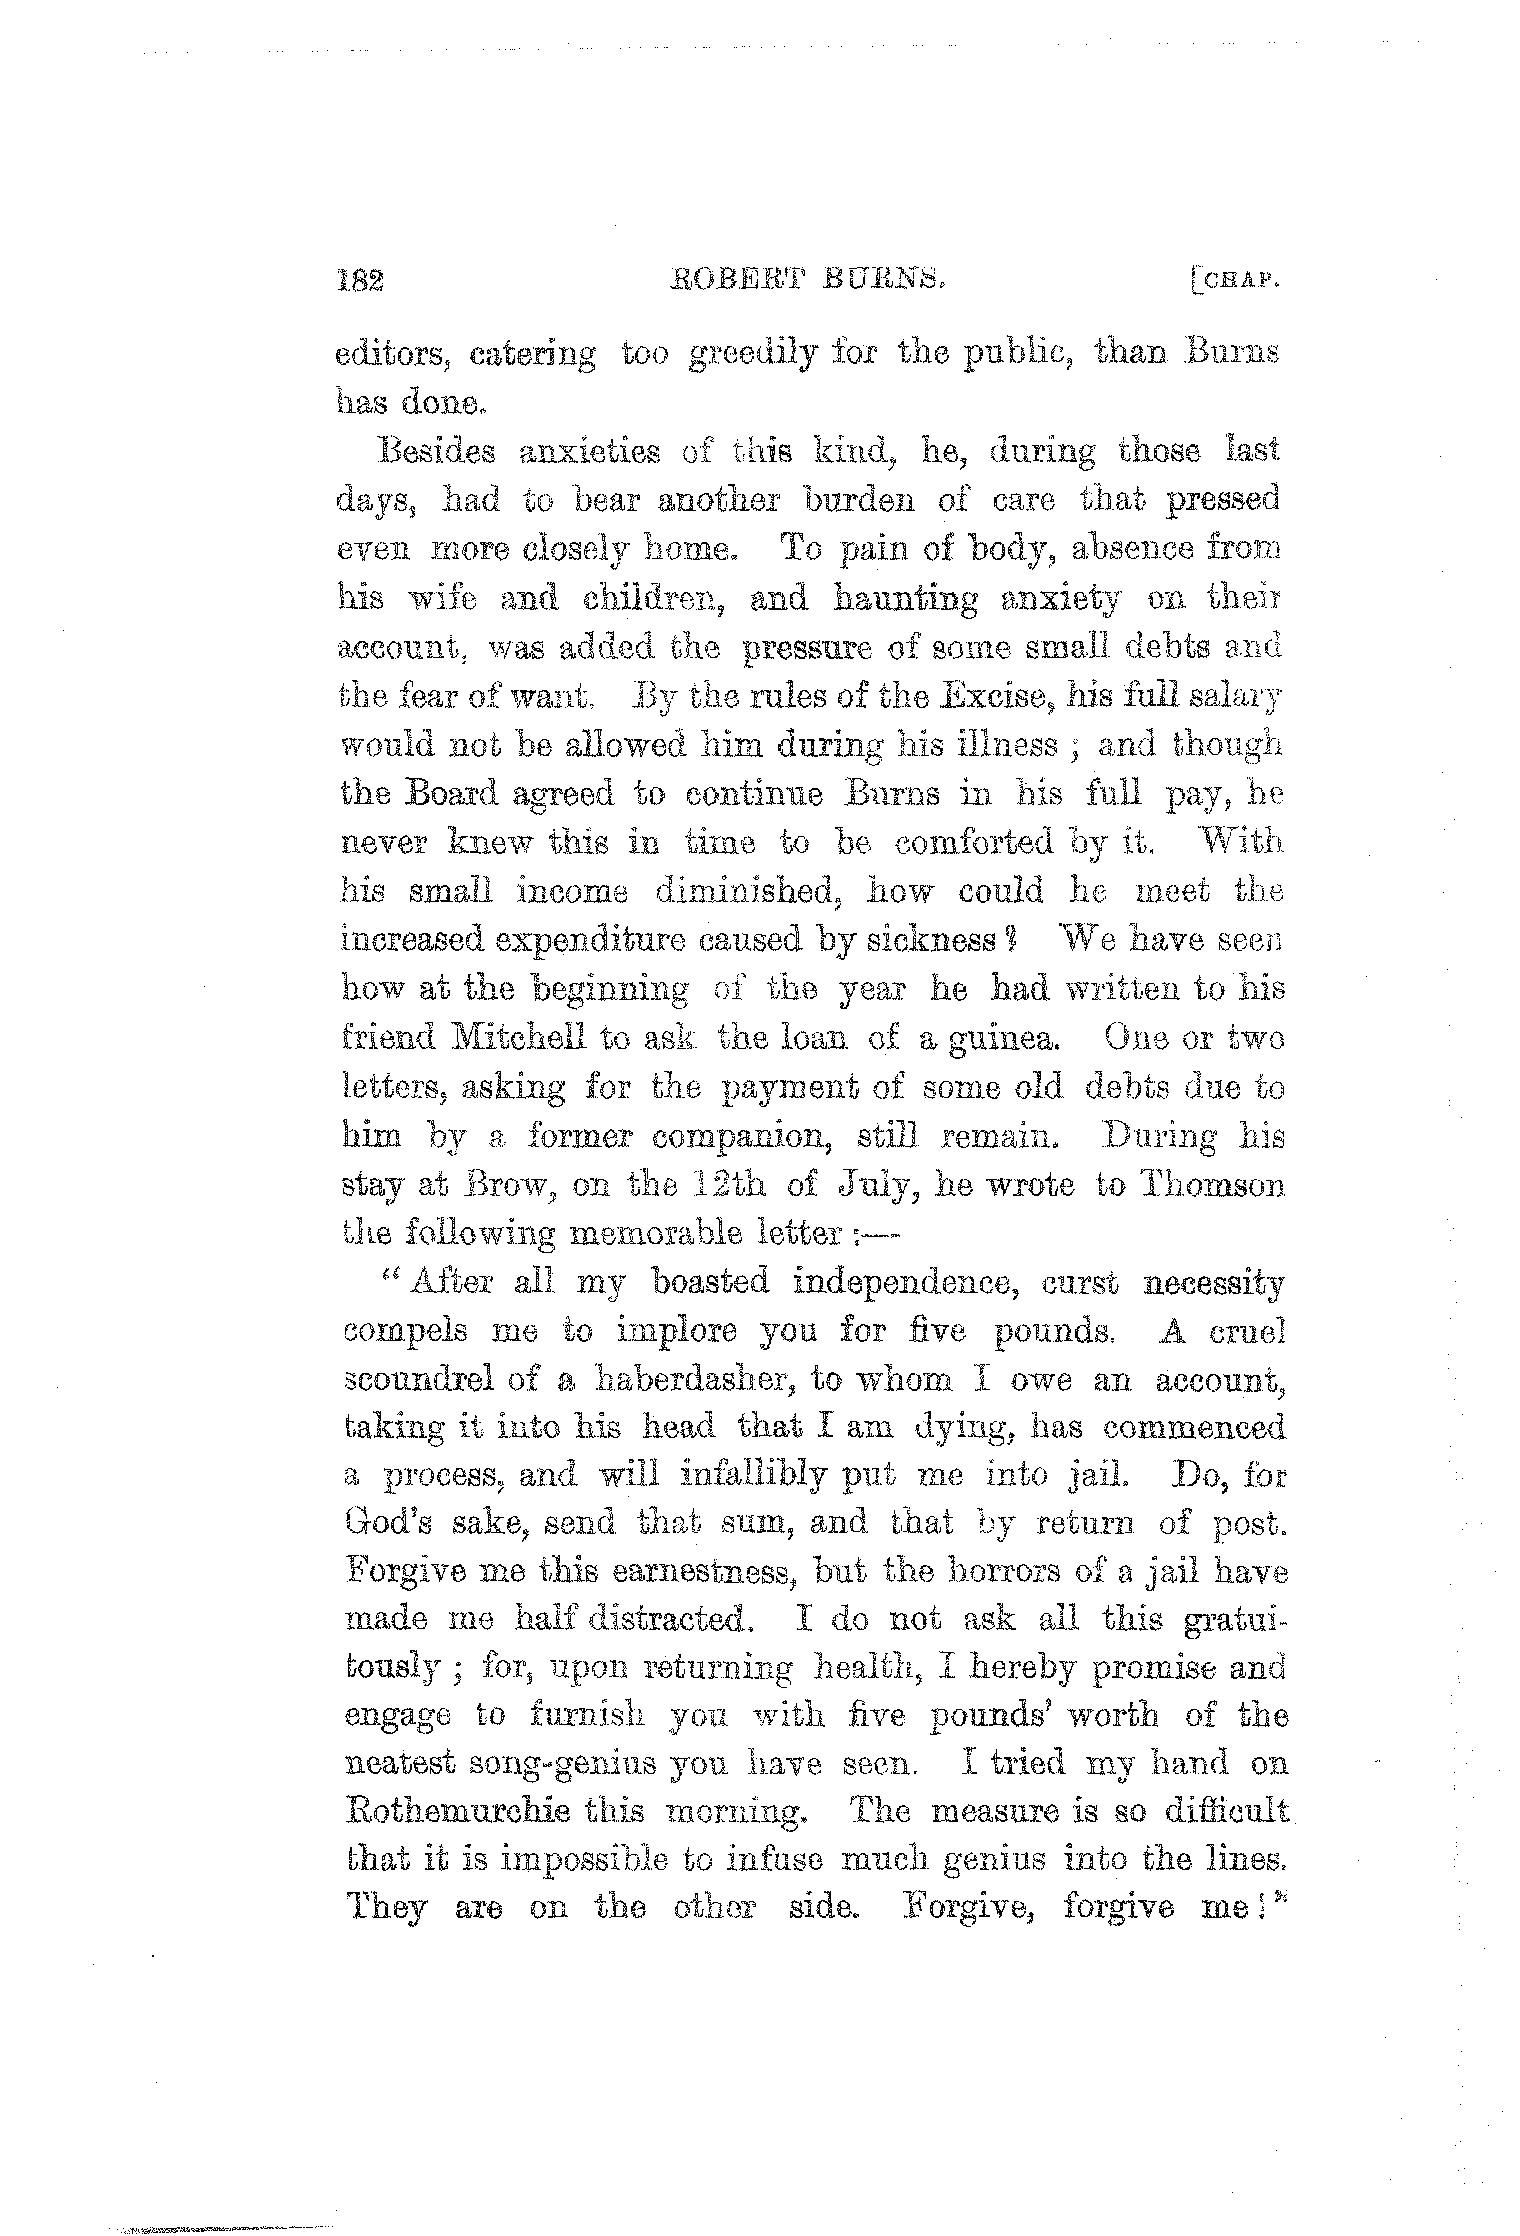 182 ROBERT BURNS. [CHAP.
editors, catering too greedily for the public, than Burns
has done.
Besides anxieties of this kind, he, during those last
days, had to bear another burden of care that pressed
even more closely home. To pain of body, absence from
his wife and children, and haunting anxiety on their
account, was added the pressure of some small debts and
the fear of want. By the rules of the Excise, his full salary
would not be allowed him during his illness ; and though
the Board agreed to continue Burns in his full pay, he
never knew this in time to be comforted by it. With
his small income diminished, how could he meet the
increased expenditure caused by sickness ? We have seen
how at the beginning of the year he had written to his
friend Mitchell to ask the loan of a guinea. One or two
letters, asking for the payment of some old debts due to
him by a former companion, still remain. During his
stay at Brow, on the 12th of July, he wrote to Thomson
the following memorable letter :—
“ After all my boasted independence, curst necessity
compels me to implore you for five pounds. A cruel
scoundrel of a haberdasher, to whom I owe an account,
taking it into his head that I am dying, has commenced
a process, and will infallibly put me into jail. Do, for
God's sake, send that sum, and that by return of post.
Forgive me this earnestness, but the horrors of a jail have
made me half distracted. I do not ask all this gratui-
tously ; for, upon returning health, I hereby promise and
engage to furnish you with five pounds' worth of the
neatest song-genius you have seen. I tried my hand on
Rothemurchie this morning. The measure is so difficult
that it is impossible to infuse much genius into the lines.
They are on the other side. Forgive, forgive me !”